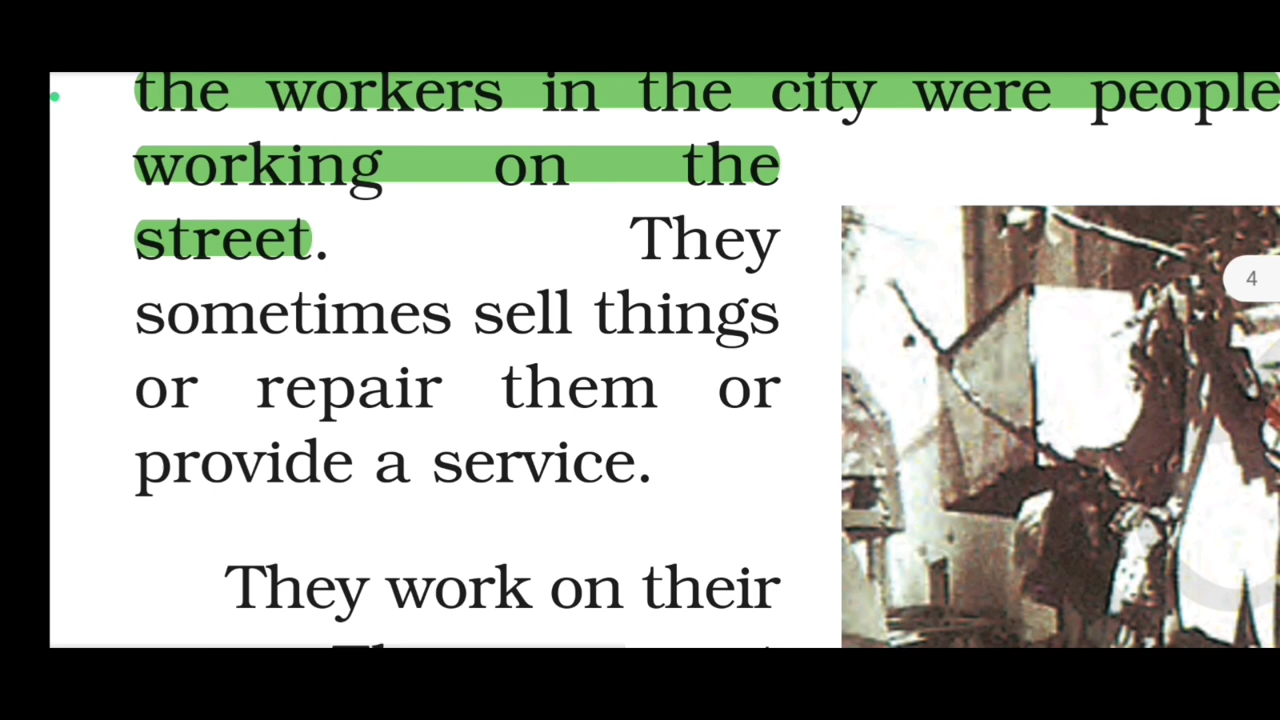 the workers in the city were people
working on the
street. They
sometimes sell things
or repair them or
provide a service.
They work on their
4